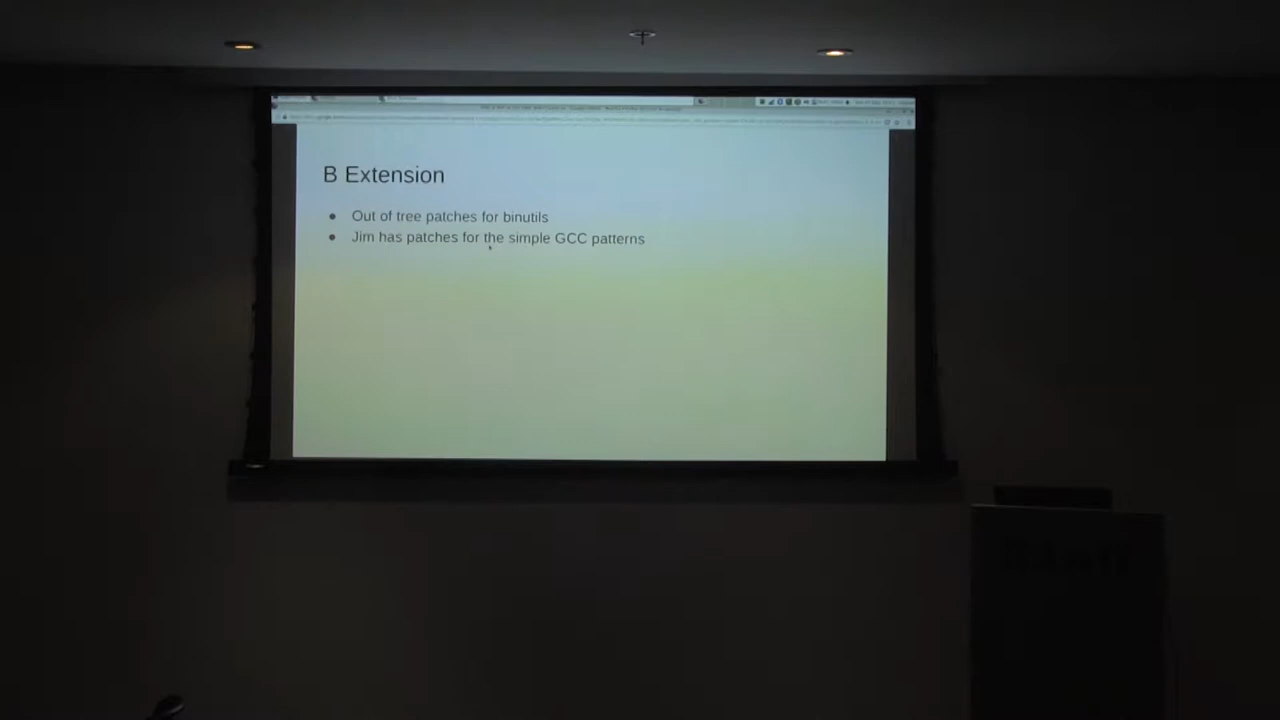 B Extension
Out of tree patches for binutils
Jim has patches for the simple GCC patterns